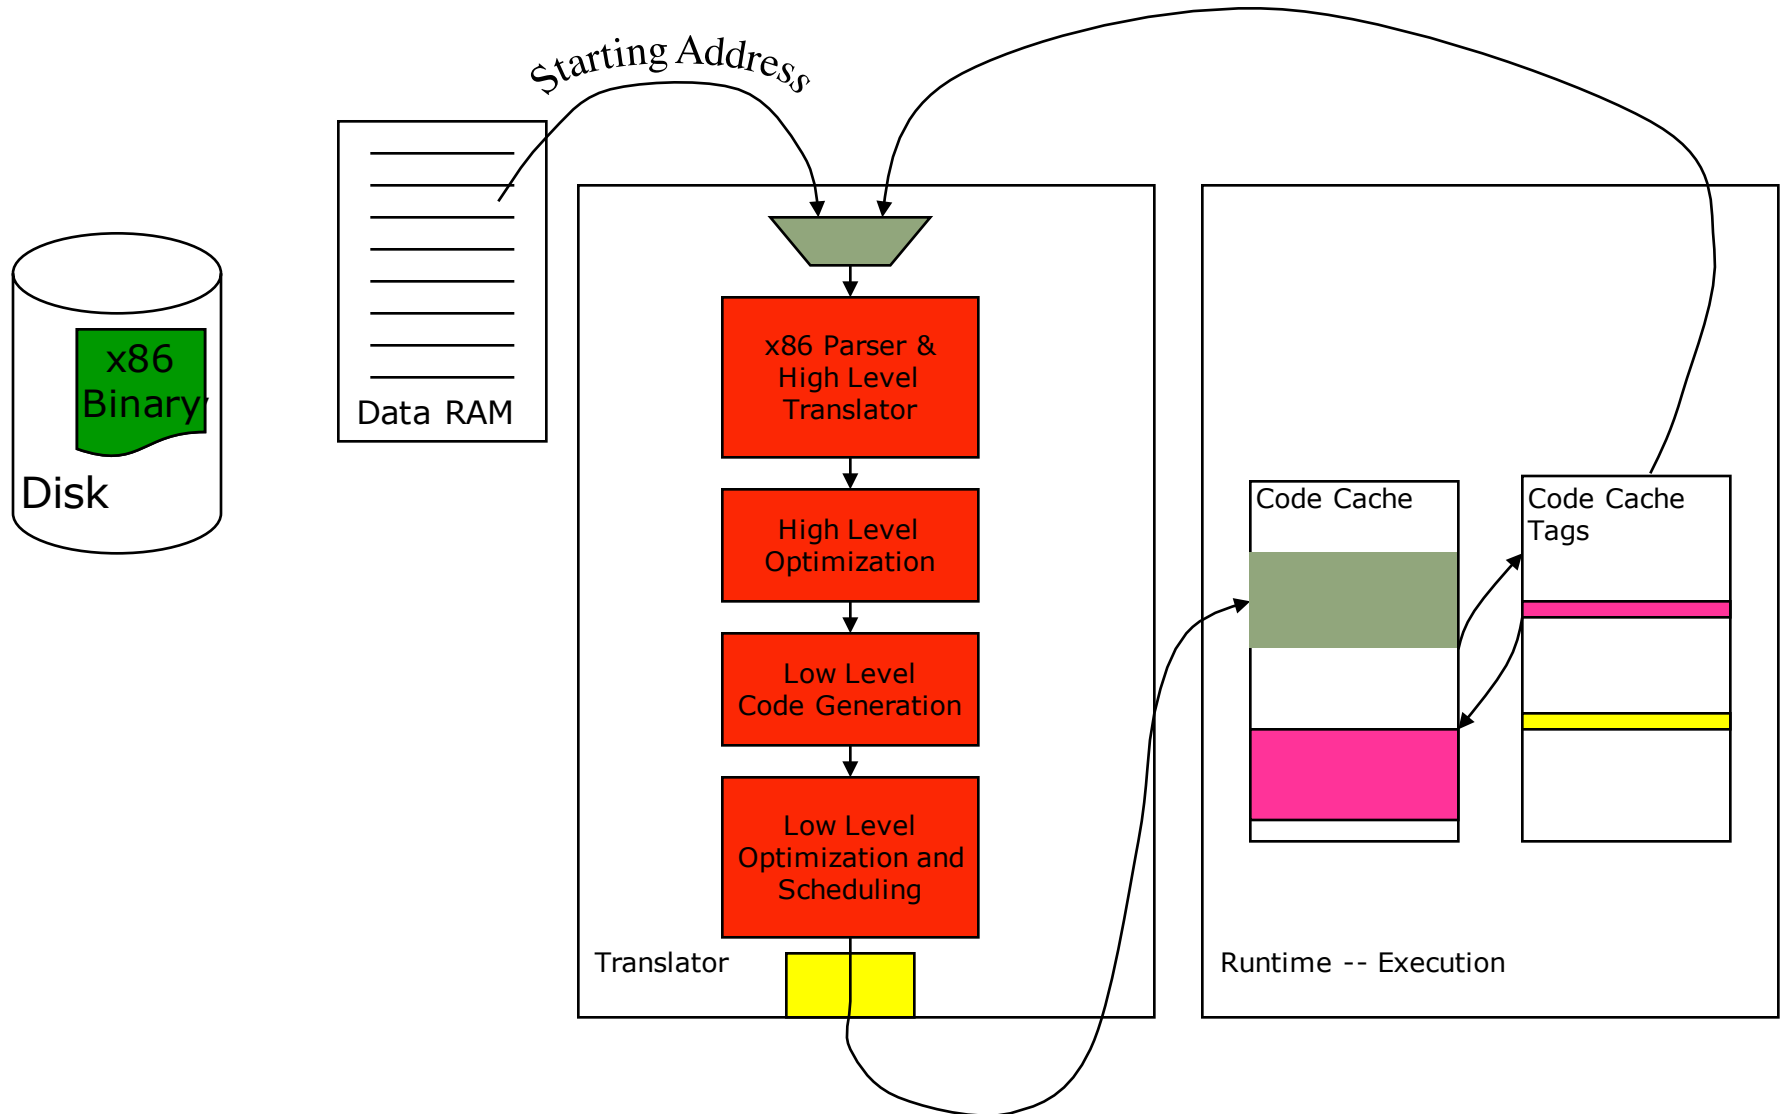 Starting Address
x86
Binary
Disk
Data RAM
x86 Parser &
High Level
Translator
High Level
Optimization
Low Level
Code Generation
Low Level
Optimization and
Scheduling
Translator
Code Cache
Code Cache
Tags
Runtime -- Execution